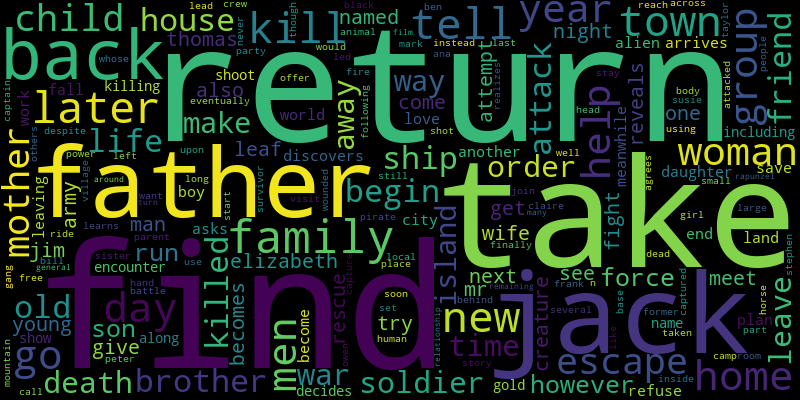 return
find
take
father
jack
back
kill
tell
year
town
group
friend
child
house
thomas
named
night
alien
arrives
lead
crew
never
party
though
black
animal
film
would
mark
led
ben
ana
instead
last
reach
across
taylor
whose
people
captain
work
fall
killing
shoot
also
offer
world
eventually
fire
following
way
come
love
attempt
realizes
shot
attack
help
reveals
meanwhile
stay
head
body
susie
using
one
attacked
including
later
make
away
mother
others
despite
life
leaf
discovers
power
left
upon
around
army
village
long
boy
survivor
still
wounded
ship
another
order
well
woman
daughter
save
small
rapunzel
agrees
leaving
want
turn
learns
ride
man
asks
start
visit
family
begin
pirate
city
get
join
claire
many
wife
finally
fight
girl
large
dead
land
end
stephen
gang
jim
bill
general
free
parent
sister
use
run
encounter
killed
elizabeth
rescue
local
place
island
next
mr
remaining
behind
creature
see
force
frank
n
base
captured
former
horse
meet
leave
old
young
show
go
day
son
give
hand
battle
along
peter
becomes
men
become
soon
set
try
human
new
time
story
several
like
escape
name
taken
plan
part
mountain
call
death
brother
war
decides
soldier
relationship
gold
however
refuse
inside
camp
room
home